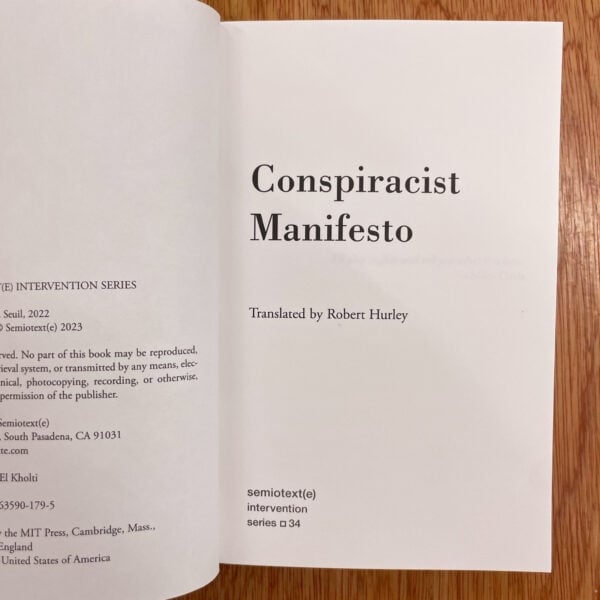 T(E) INTERVENTION SERIES
Seuil, 2022
© Semiotext(e) 2023
rved. No part of this book may be reproduced,
rieval system, or transmitted by any means, elec-
nical, photocopying, recording, or otherwise,
permission of the publisher.
Semiotext(e)
, South Pasadena, CA 91031
te.com
El Kholti
63590-179-5
y the MIT Press, Cambridge, Mass.,
England
United States of America
Conspiracist
Manifesto
Translated by Robert Hurley
semiotext(e)
intervention
series □ 34